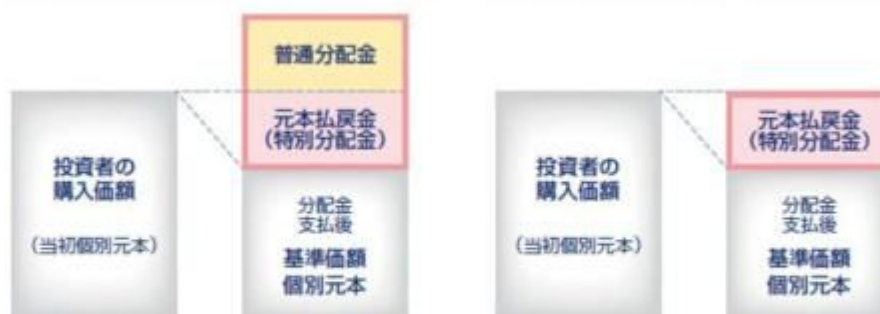 普通分配金
元本払戻金
(特別分配金)
投資者の
購入価額
(当初個別元本)
分配金
支払後
基準価額
個別元本
元本払戻金
(特別分配金)
投資者の
購入価額
(当初個別元本)
分配金
支払後
基準価額
個別元本